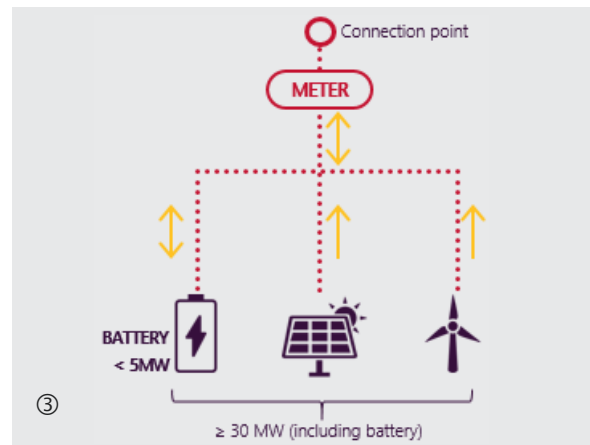 Connection point
METER
BATTERY
< 5MW
③
≥ 30 MW (including battery)